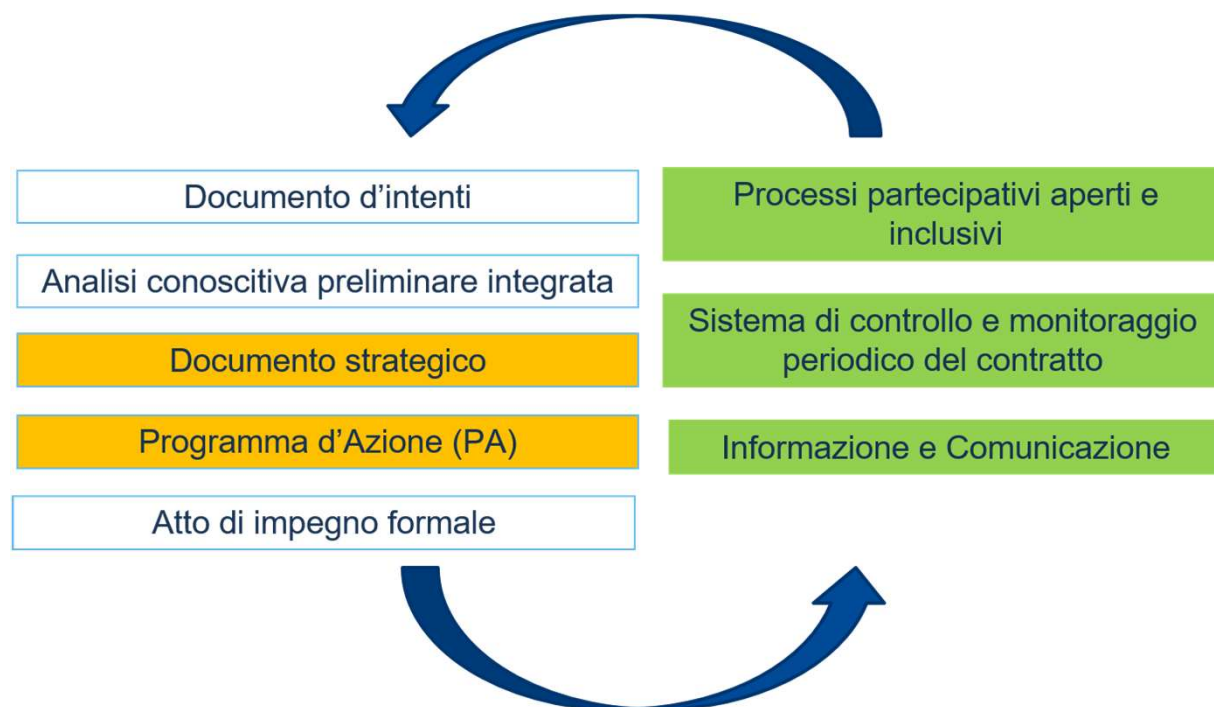 Documento d’intenti
Analisi conoscitiva preliminare integrata
Documento strategico
Programma d’Azione (PA)
Atto di impegno formale
Processi partecipativi aperti e
inclusivi
Sistema di controllo e monitoraggio
periodico del contratto
Informazione e Comunicazione